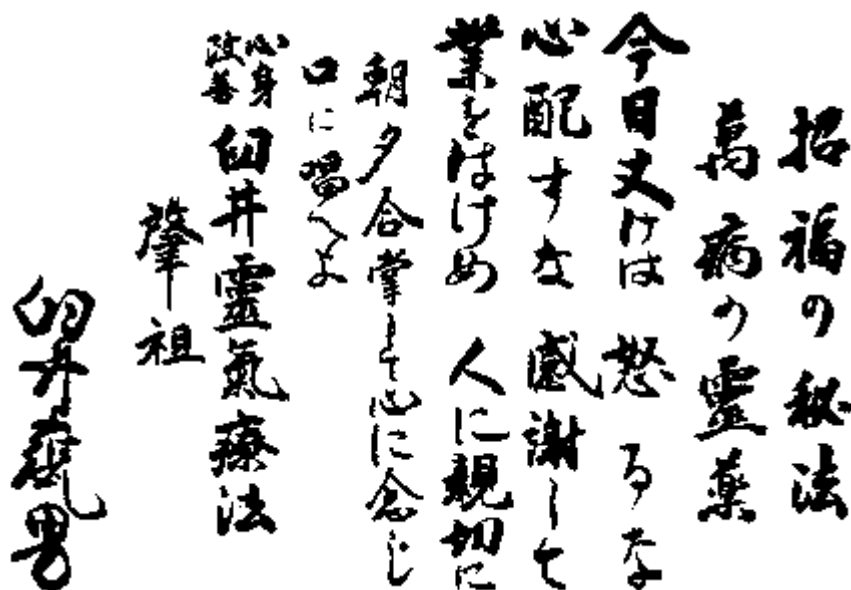 招福の秘法
萬病の靈薬
今日丈けは 怒るな
心配すな 感謝して
業をはけめ 人に親切に
朝夕合掌して心に念じ
口に唱へよ
心身
改善
臼井靈氣療法
肇祖
臼井甕男